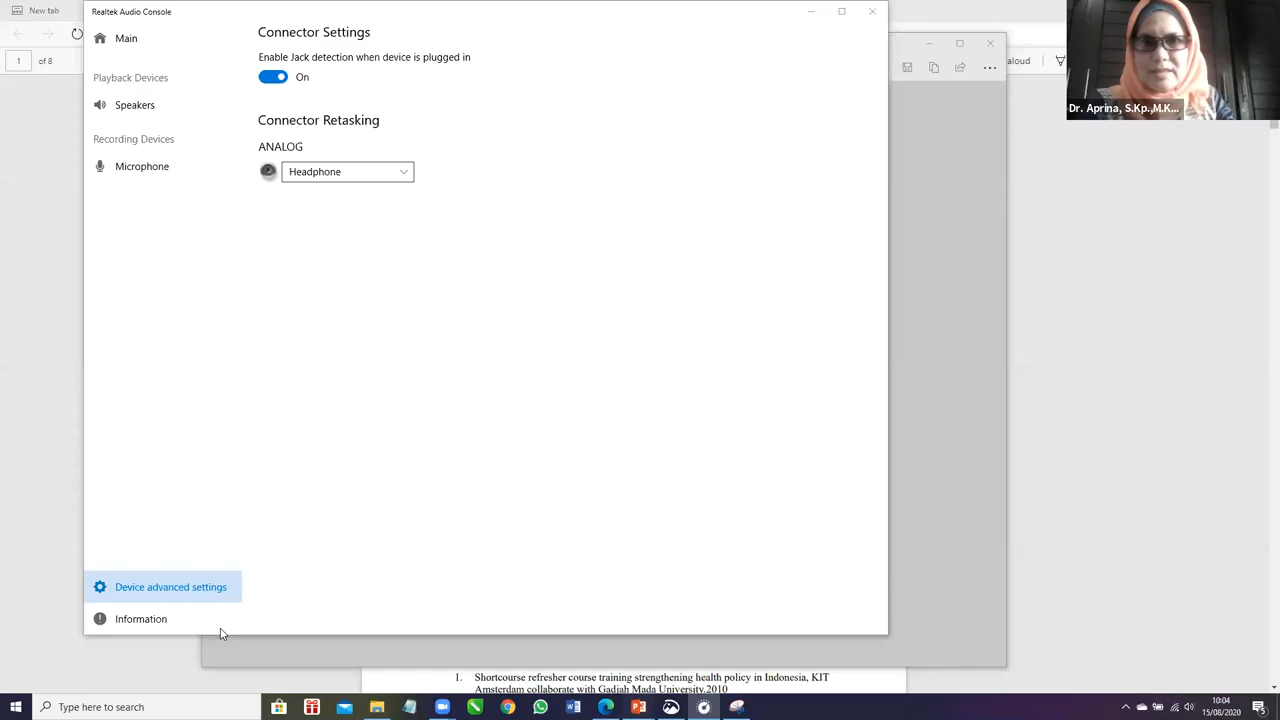 New tab
Realtek Audio Console
Main
Connector Settings
Enable Jack detection when device is plugged in
On
Playback Devices
Speakers
Connector Retasking
Recording Devices
ANALOG
Microphone
Headphone
Device advanced settings
Information
1
of 8
aloud
Dr. Aprina, S.Kp.,M.K...
1. Shortcourse refresher course training strengthening health policy in Indonesia, KIT
Amsterdam collaborate with Gadjah Mada University.2010
Type here to search
10:04
15/08/2020